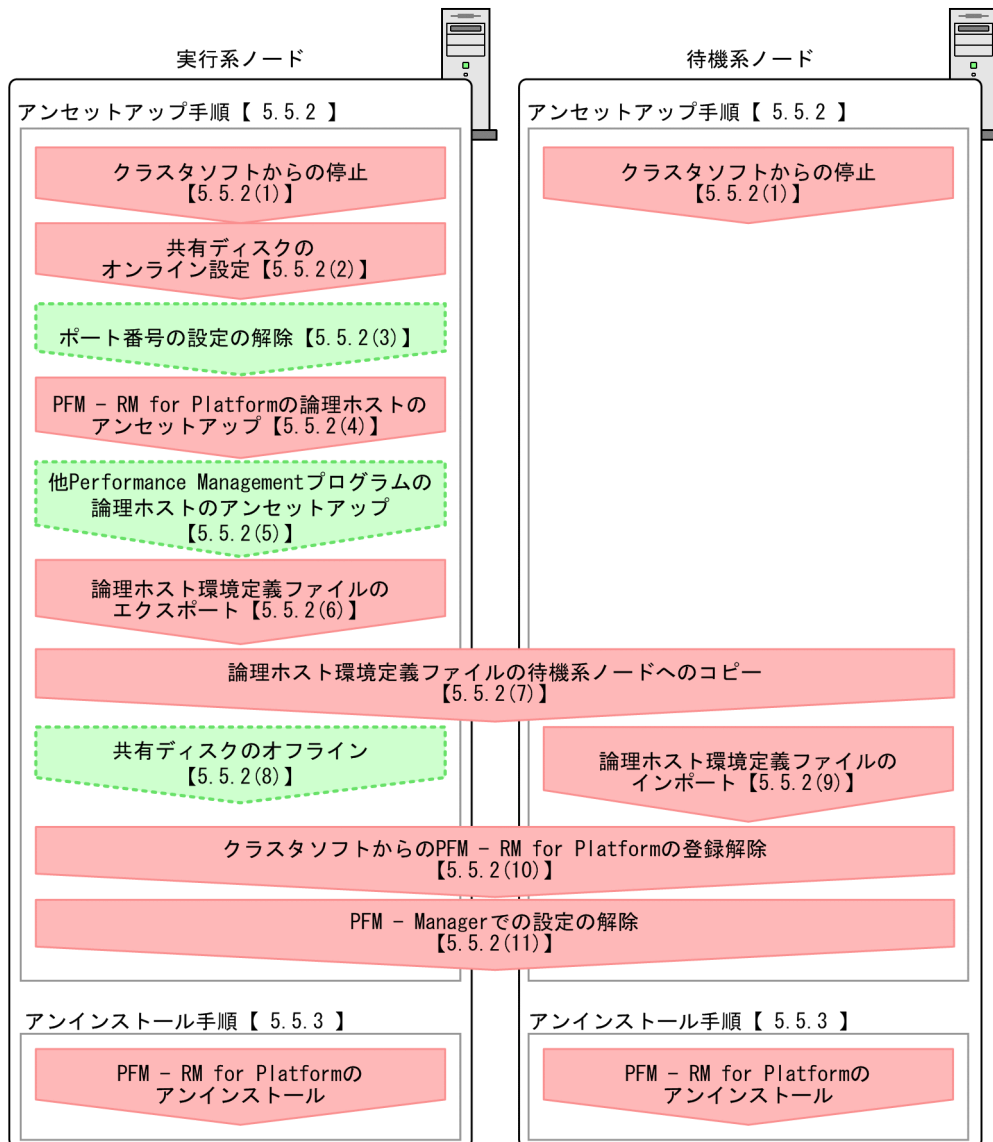 実行系ノード
待機系ノード
アンセットアップ手順【 5.5.2 】
アンセットアップ手順【 5.5.2 】
クラスタソフトからの停止
【5.5.2(1)】
クラスタソフトからの停止
【5.5.2(1)】
共有ディスクの
オンライン設定【5.5.2(2)】
ポート番号の設定の解除【5.5.2(3)】
PFM − RM for Platformの論理ホストの
アンセットアップ【5.5.2(4)】
他Performance Managementプログラムの
論理ホストのアンセットアップ
【5.5.2(5)】
論理ホスト環境定義ファイルの
エクスポート【5.5.2(6)】
論理ホスト環境定義ファイルの待機系ノードへのコピー
【5.5.2(7)】
共有ディスクのオフライン
【5.5.2(8)】
論理ホスト環境定義ファイルの
インポート【5.5.2(9)】
クラスタソフトからのPFM − RM for Platformの登録解除
【5.5.2(10)】
PFM − Managerでの設定の解除
【5.5.2(11)】
アンインストール手順【 5.5.3 】
アンインストール手順【 5.5.3 】
PFM − RM for Platformの
アンインストール
PFM − RM for Platformの
アンインストール